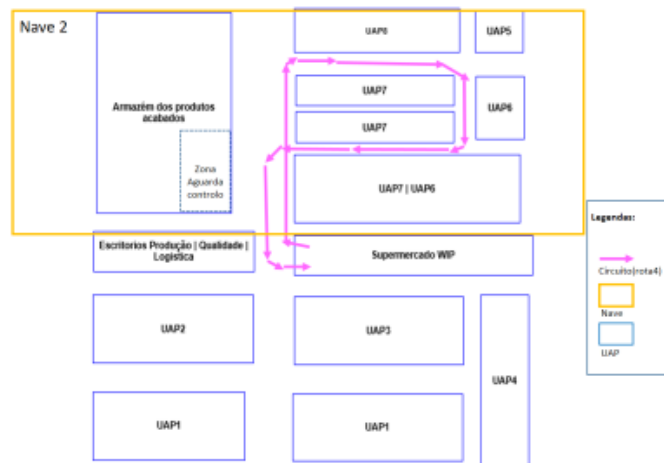 Nave 2
UAP8
UAP5
Armazém dos produtos
acabados
UAP7
UAP6
UAP7
Zona
Aguarda
controlo
UAP7 | UAP6
Legendas:
Escritorios Produção | Qualidade |
Logistica
Supermercado WIP
Circuito(rota4)
Nave
UAP2
UAP3
UAP
UAP4
UAP1
UAP1